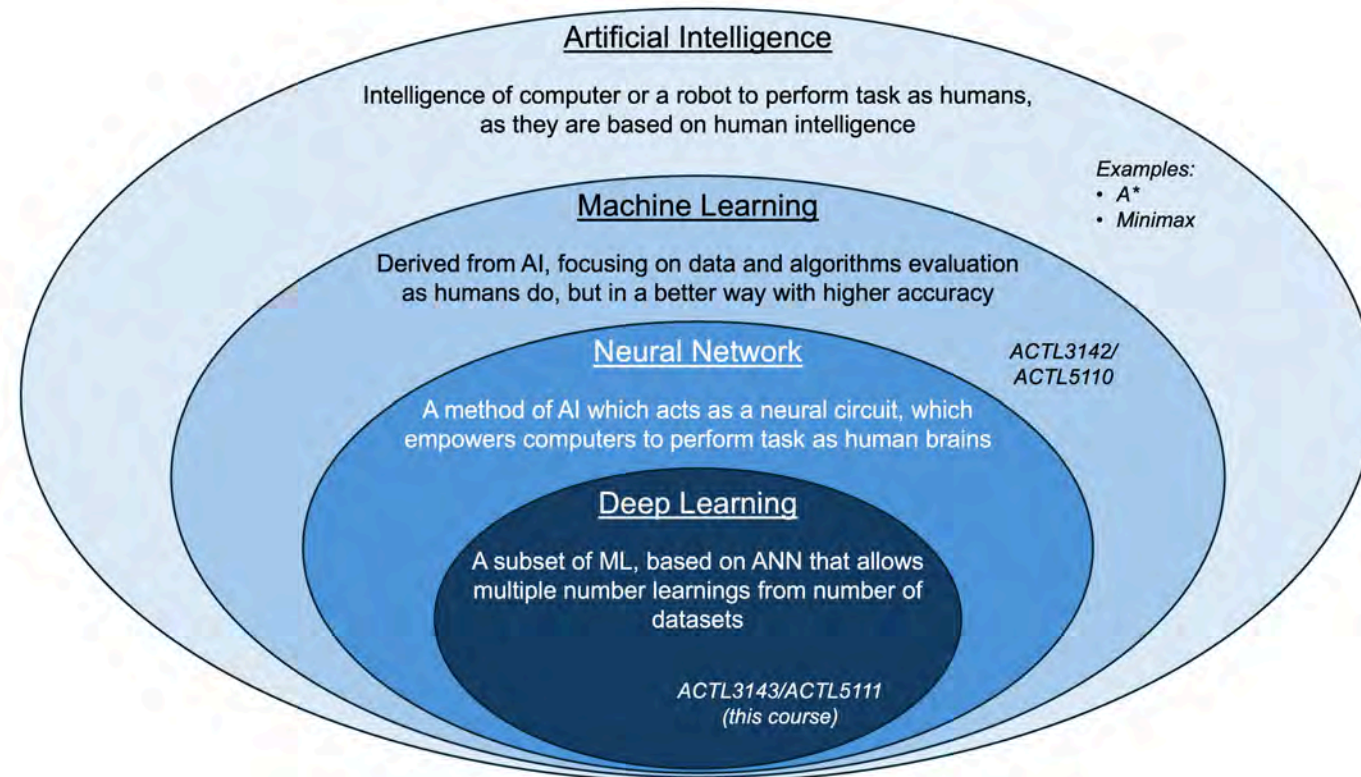 Artificial Intelligence
Intelligence of computer or a robot to perform task as humans,
as they are based on human intelligence
Examples:
• A*
• Minimax
Machine Learning
Derived from AI, focusing on data and algorithms evaluation
as humans do, but in a better way with higher accuracy
Neural Network
ACTL3142/
ACTL5110
A method of AI which acts as a neural circuit, which
empowers computers to perform task as human brains
Deep Learning
A subset of ML, based on ANN that allows
multiple number learnings from number of
datasets
ACTL3143/ACTL5111
(this course)